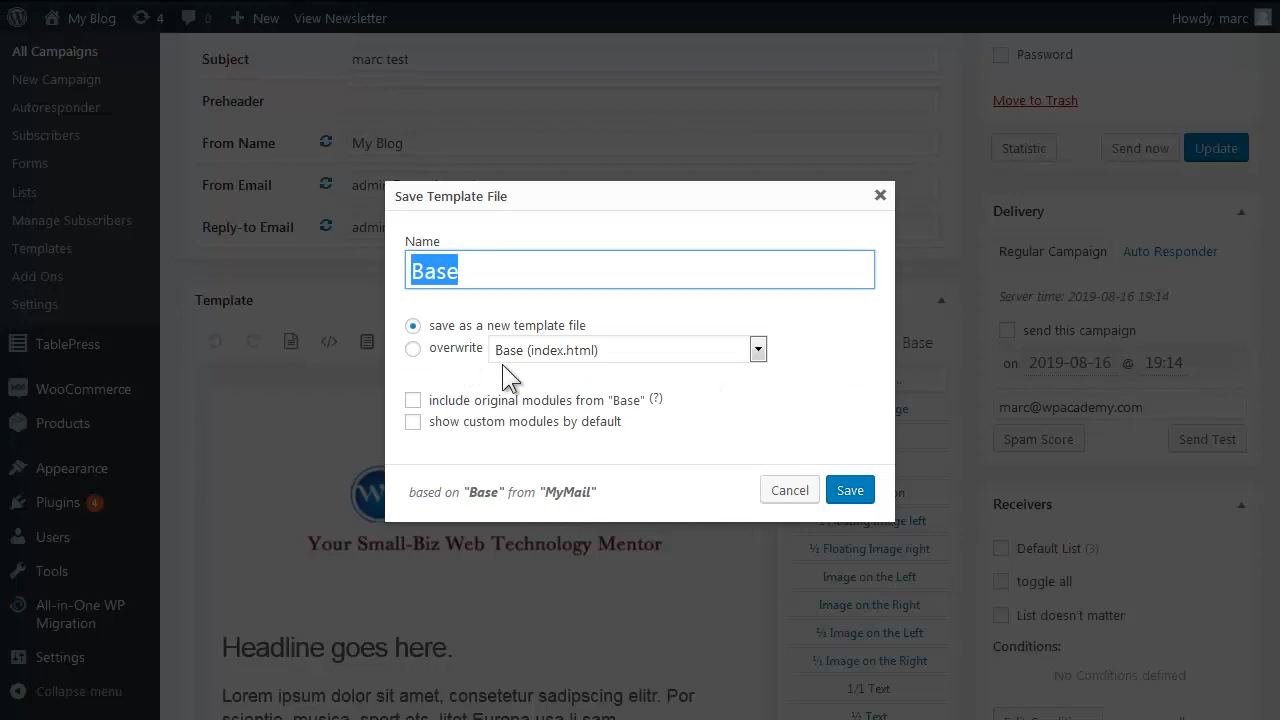 My Blog 4 0 New View Newsletter Howdy, marc
All Campaigns
New Campaign
Autoresponder
Subscribers
Forms
Lists
Manage Subscribers
Templates
Add Ons
Settings
TablePress
WooCommerce
Products
Appearance
Plugins 4
Users
Tools
All-in-One WP
Migration
Settings
Collapse menu
Subject marc test
Preheader
From Name My Blog
From Email
Reply-to Email
Template
Base
Save Template File
Name
Base
save as a new template file
overwrite Base (index.html)
include original modules from "Base" (?)
show custom modules by default
based on "Base" from "MyMail"
Cancel Save
Your Small-Biz Web Technology Mentor
Headline goes here.
Lorem ipsum dolor sit amet, consetetur sadipscing elitr. Por
½ Floating Image right
Image on the Left
Image on the Right
Image on the Left
Image on the Right
1/1 Text
½ Text
Password
Move to Trash
Statistic Send now Update
Delivery
Regular Campaign Auto Responder
Server time: 2019-08-16 19:14
send this campaign
on 2019-08-16 @ 19:14
marc@wpacademy.com
Spam Score Send Test
Receivers
Default List (3)
toggle all
List doesn't matter
Conditions:
No Conditions defined